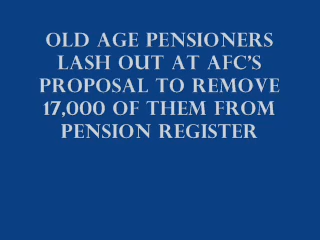 OLD AGE PENSIONERS
LASH OUT AT AFC'S
PROPOSAL TO REMOVE
17,000 OF THEM FROM
PENSION REGISTER